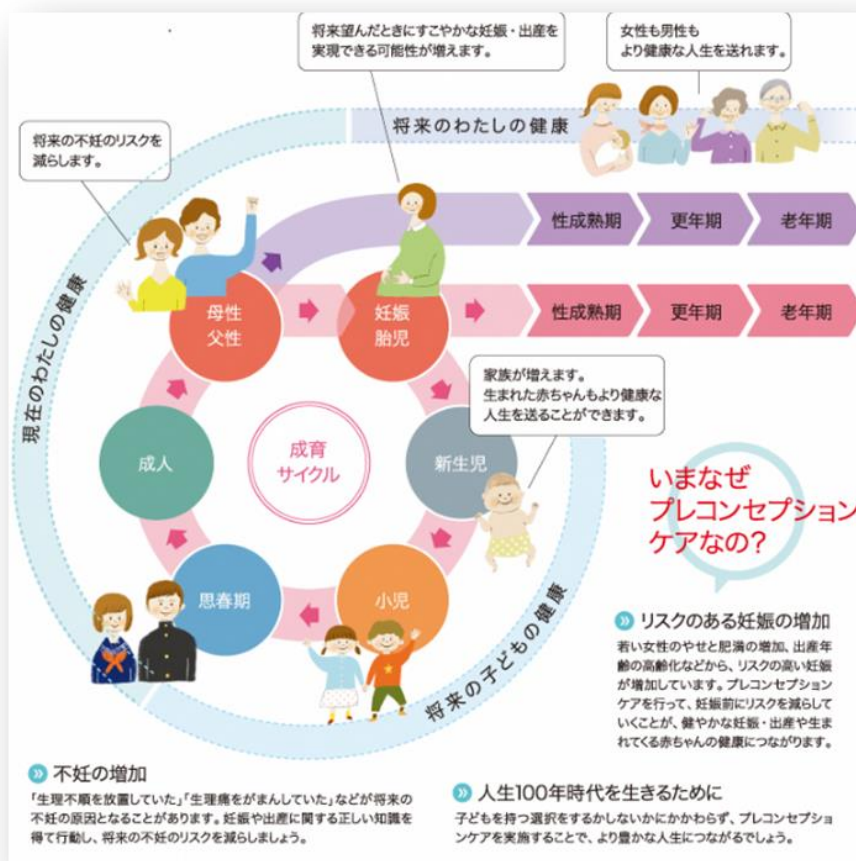 将来望んだときにすこやかな妊娠・出産を
実現できる可能性が増えます。
女性も男性も
より健康な人生を送れます。
将来のわたしの健康
将来の不妊のリスクを
減らします。
性成熟期
更年期
老年期
母性
父性
妊娠
胎児
性成熟期
更年期
老年期
現在のわたしの健康
家族が増えます。
生まれた赤ちゃんもより健康な
人生を送ることができます。
成人
成育
サイクル
新生児
思春期
小児
将来の子どもの健康
いまなぜ
プレコンセプション
ケアなの？
リスクのある妊娠の増加
若い女性のやせと肥満の増加、出産年
齢の高齢化などから、リスクの高い妊娠
が増加しています。プレコンセプション
ケアを行って、妊娠前にリスクを減らして
いくことが、健やかな妊娠・出産や生ま
れてくる赤ちゃんの健康につながります。
不妊の増加
「生理不順を放置していた」「生理痛をがまんしていた」などが将来の
不妊の原因となることがあります。妊娠や出産に関する正しい知識を
得て行動し、将来の不妊のリスクを減らしましょう。
人生100年時代を生きるために
子どもを持つ選択をするかしないかにかかわらず、プレコンセプショ
ンケアを実施することで、より豊かな人生につながるでしょう。